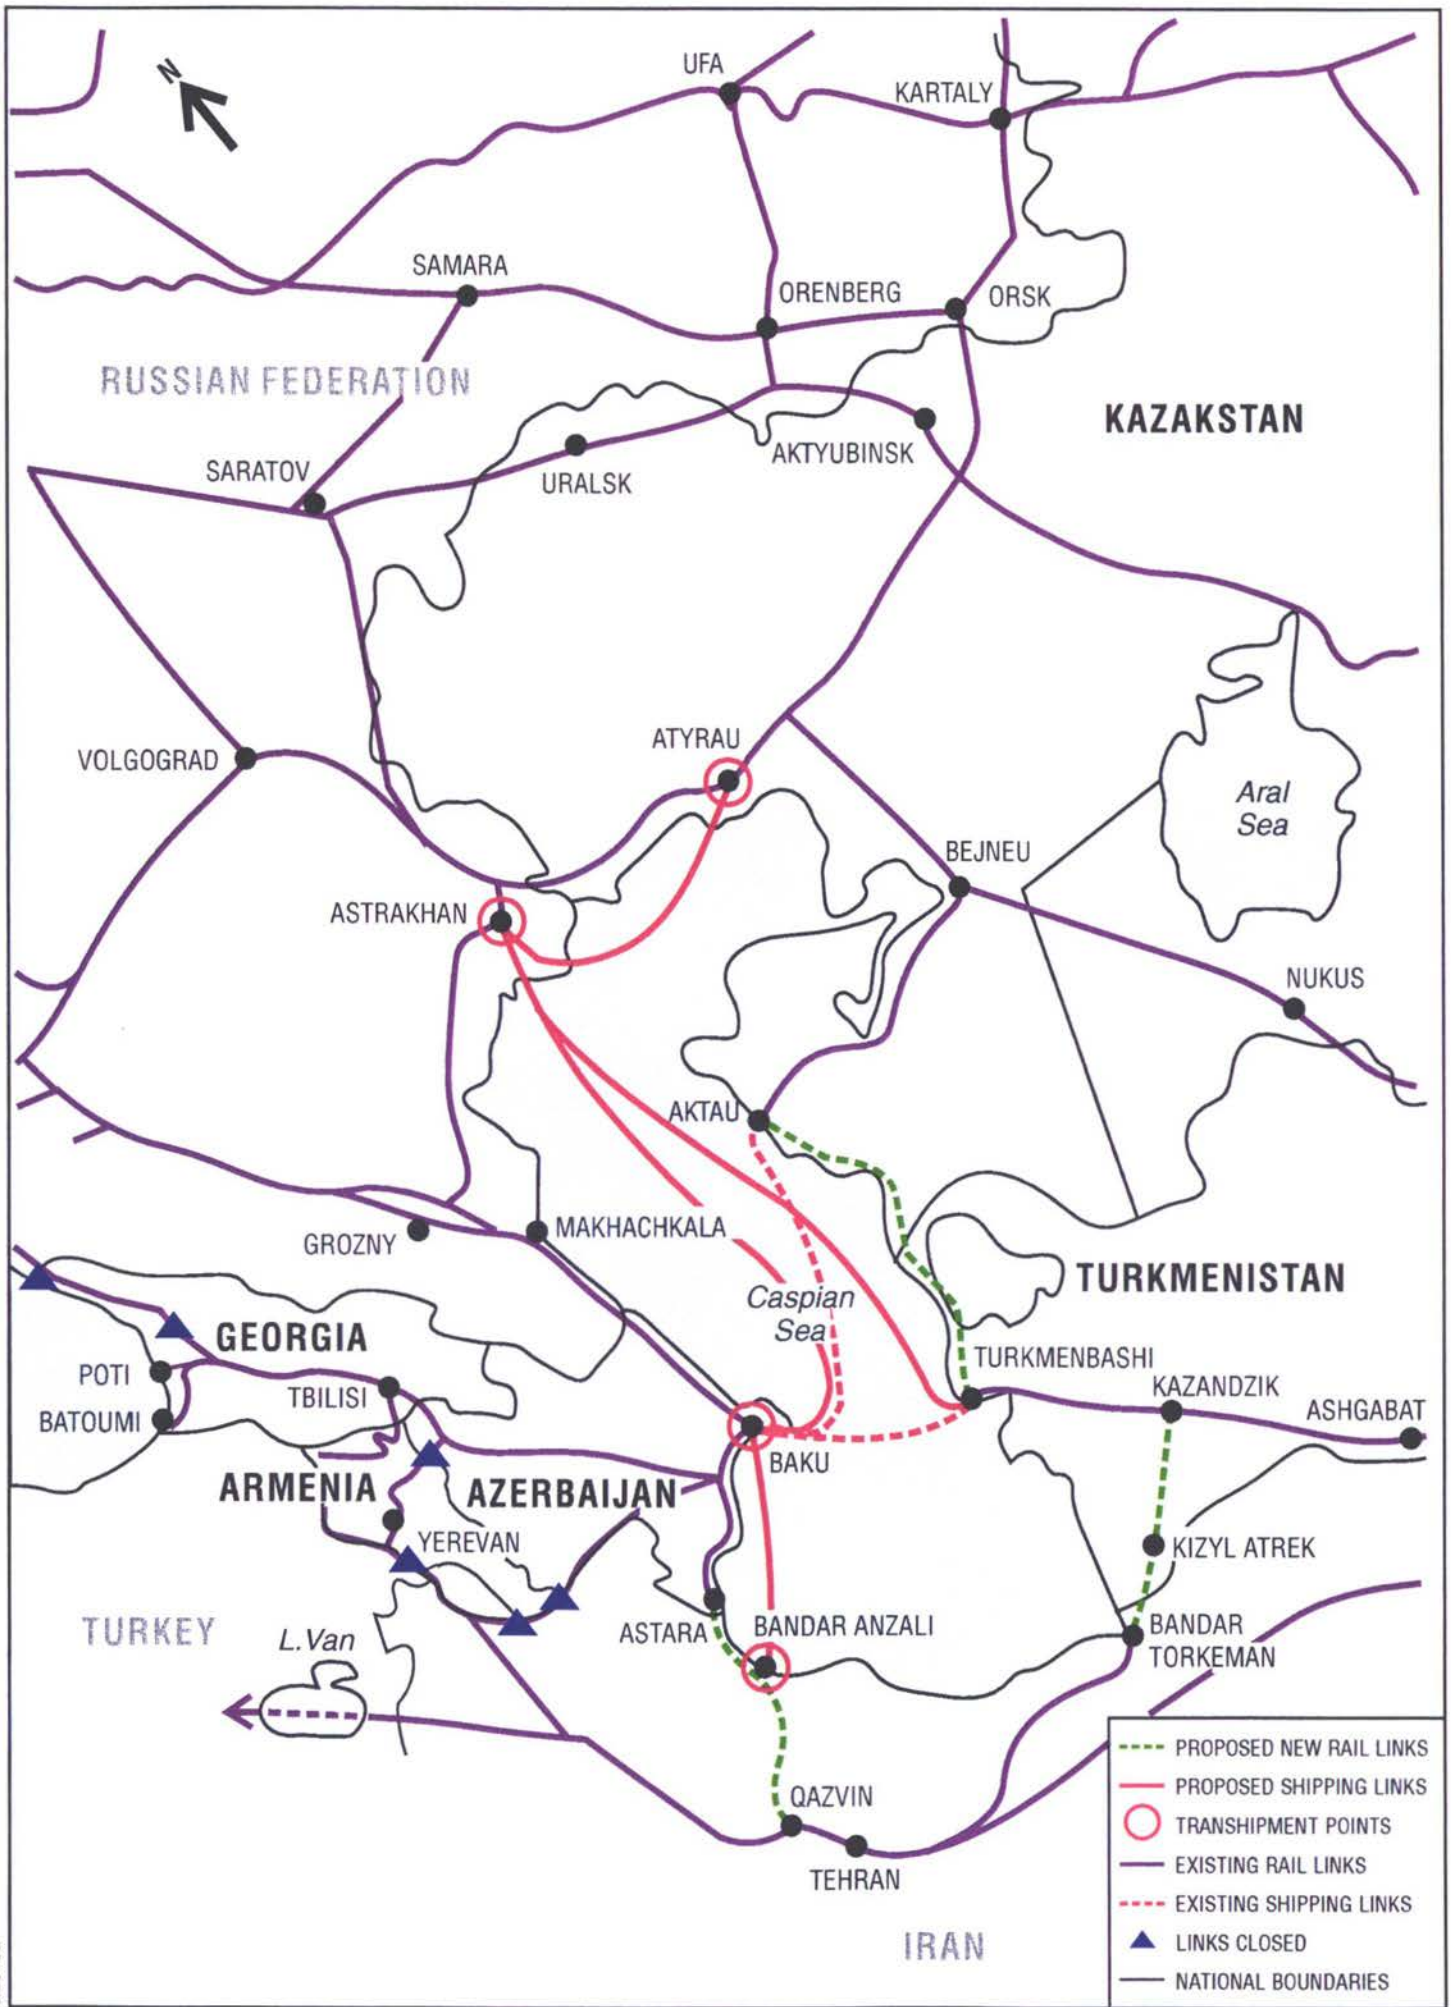 N
UFA
KARTALY
SAMARA
ORENBERG
ORSK
RUSSIAN FEDERATION
KAZAKSTAN
AKTYUBINSK
SARATOV
URALSK
ATYRAU
VOLGOGRAD
Aral
Sea
BEJNEU
ASTRAKHAN
NUKUS
AKTAU
MAKHACHKALA
GROZNY
TURKMENISTAN
Caspian
Sea
GEORGIA
TURKMENBASHI
POTI
TBILISI
KAZANDZIK
BATOUMI
ASHGABAT
BAKU
ARMENIA
AZERBAIJAN
YEREVAN
KIZYL ATREK
TURKEY
L.Van
ASTARA
BANDAR ANZALI
BANDAR
TORKEMAN
QAZVIN
TEHRAN
IRAN
PROPOSED NEW RAIL LINKS
PROPOSED SHIPPING LINKS
TRANSHIPMENT POINTS
EXISTING RAIL LINKS
EXISTING SHIPPING LINKS
LINKS CLOSED
NATIONAL BOUNDARIES